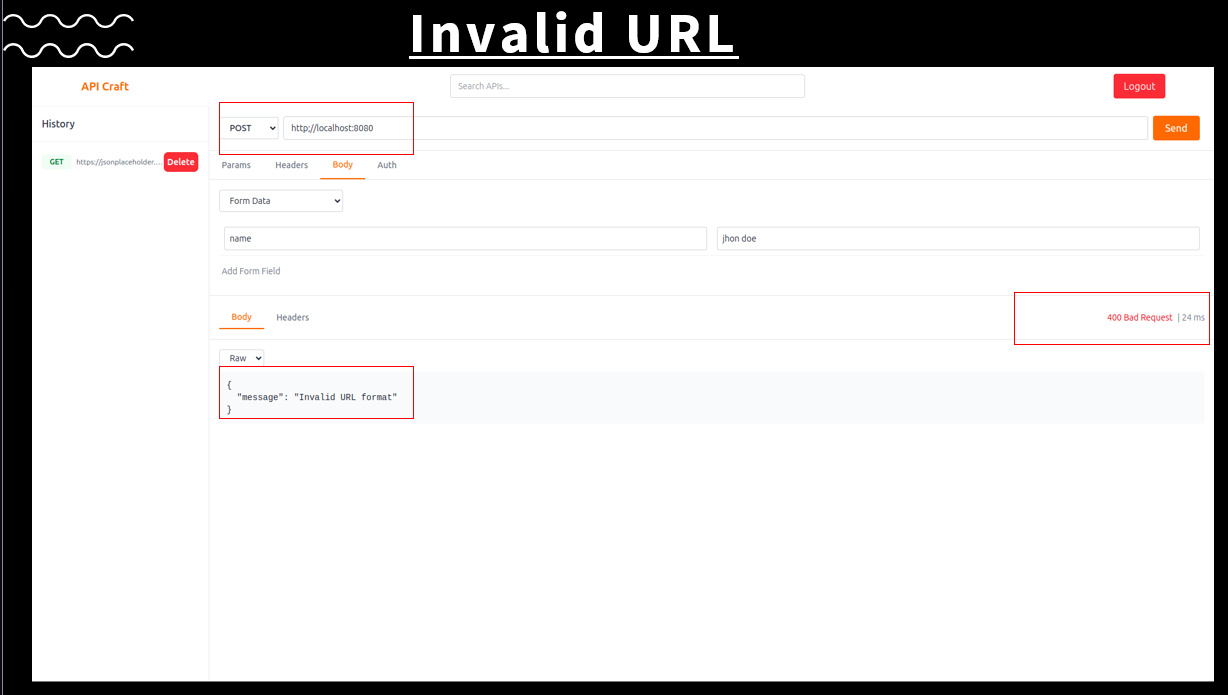 Invalid URL
API Craft
Search APIs...
Logout
History
POST
http://localhost:8080
Send
GET
https://jsonplaceholder....
Delete
Params
Headers
Body
Auth
Form Data
name
jhon doe
Add Form Field
Body
Headers
400 Bad Request | 24 ms
Raw
{
"message": "Invalid URL format"
}